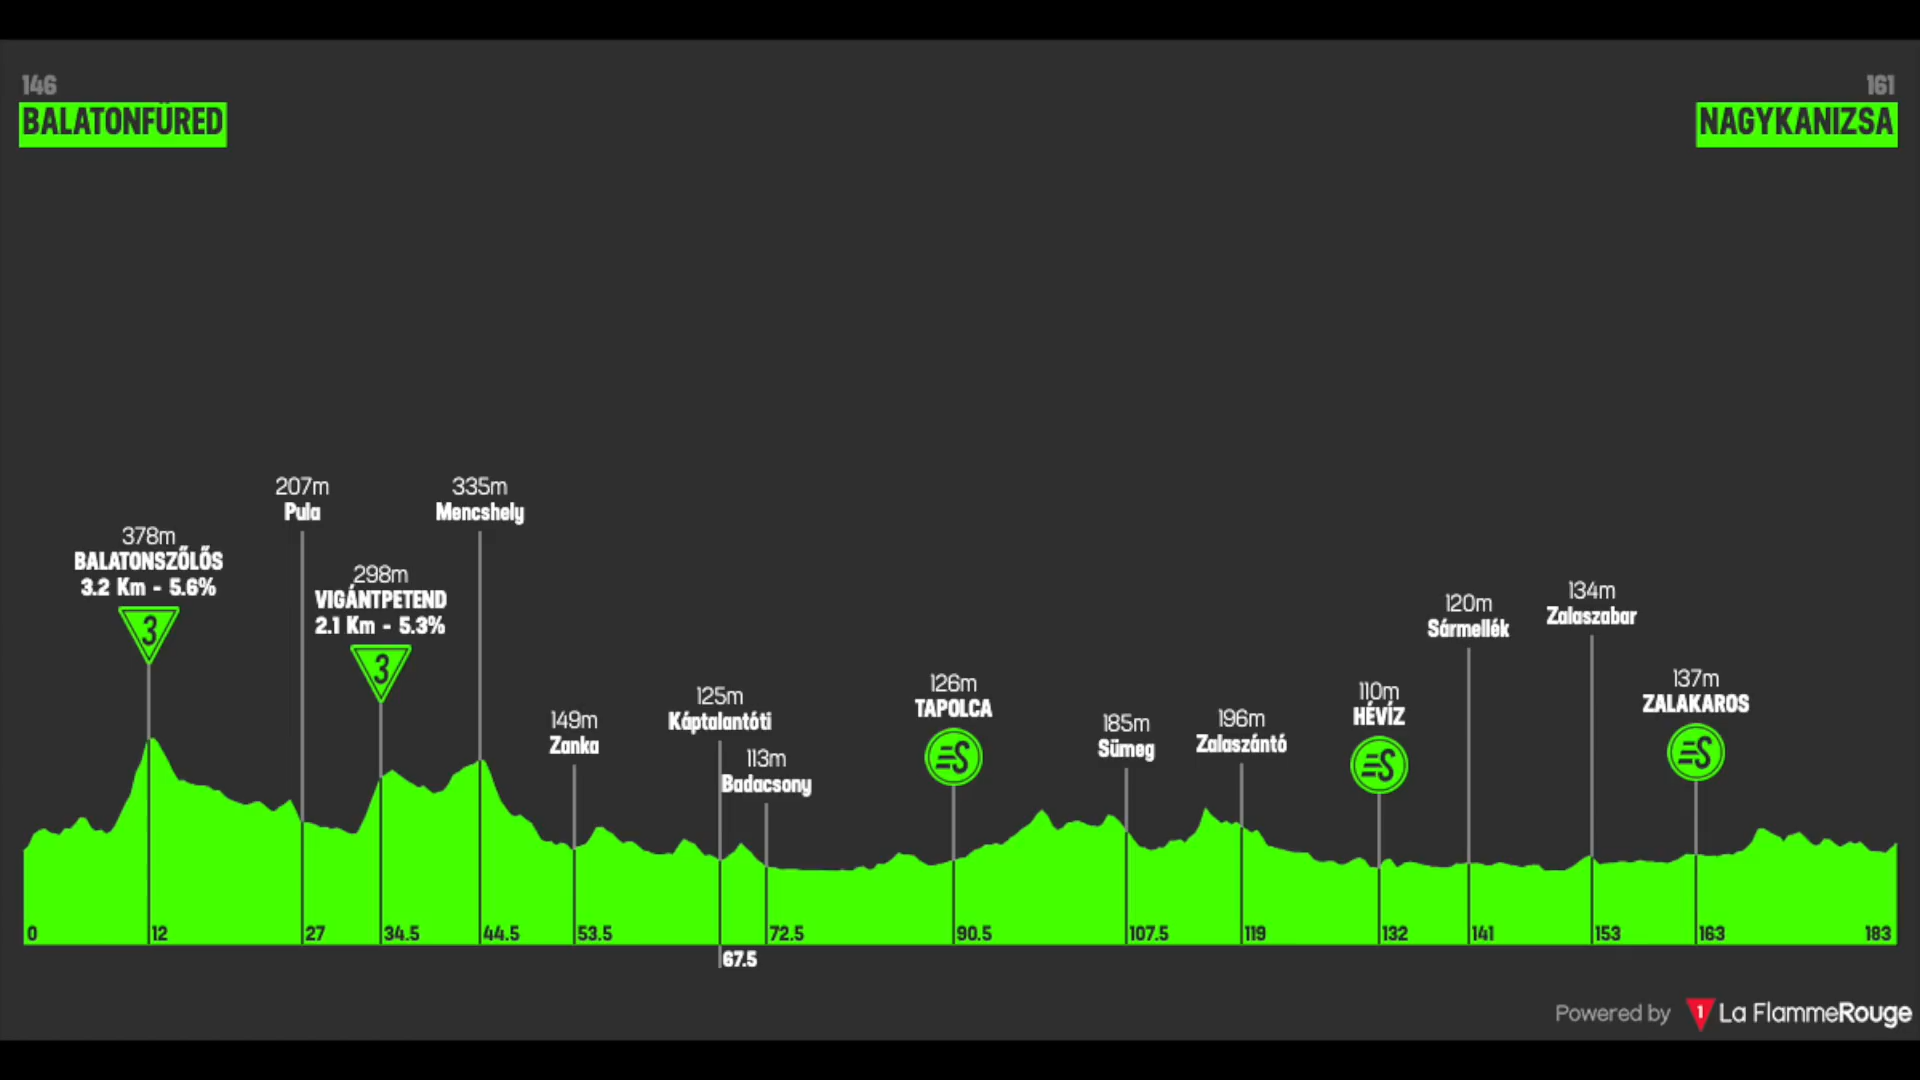 146
BALATONFÜRED
161
NAGYKANIZSA
378m
BALATONSZŐLŐS
3.2 Km - 5.6%
3
207m
Pula
298m
VIGÁNTPETEND
2.1 Km - 5.3%
3
335m
Mencshely
149m
Zanka
125m
Káptalantóti
113m
Badacsony
126m
TAPOLCA
S
185m
Sümeg
196m
Zalaszántó
110m
HÉVÍZ
S
120m
Sármellék
134m
Zalaszabar
137m
ZALAKAROS
S
0
12
27
34.5
44.5
53.5
67.5
72.5
90.5
107.5
119
132
141
153
163
183
Powered by 1 La FlammeRouge